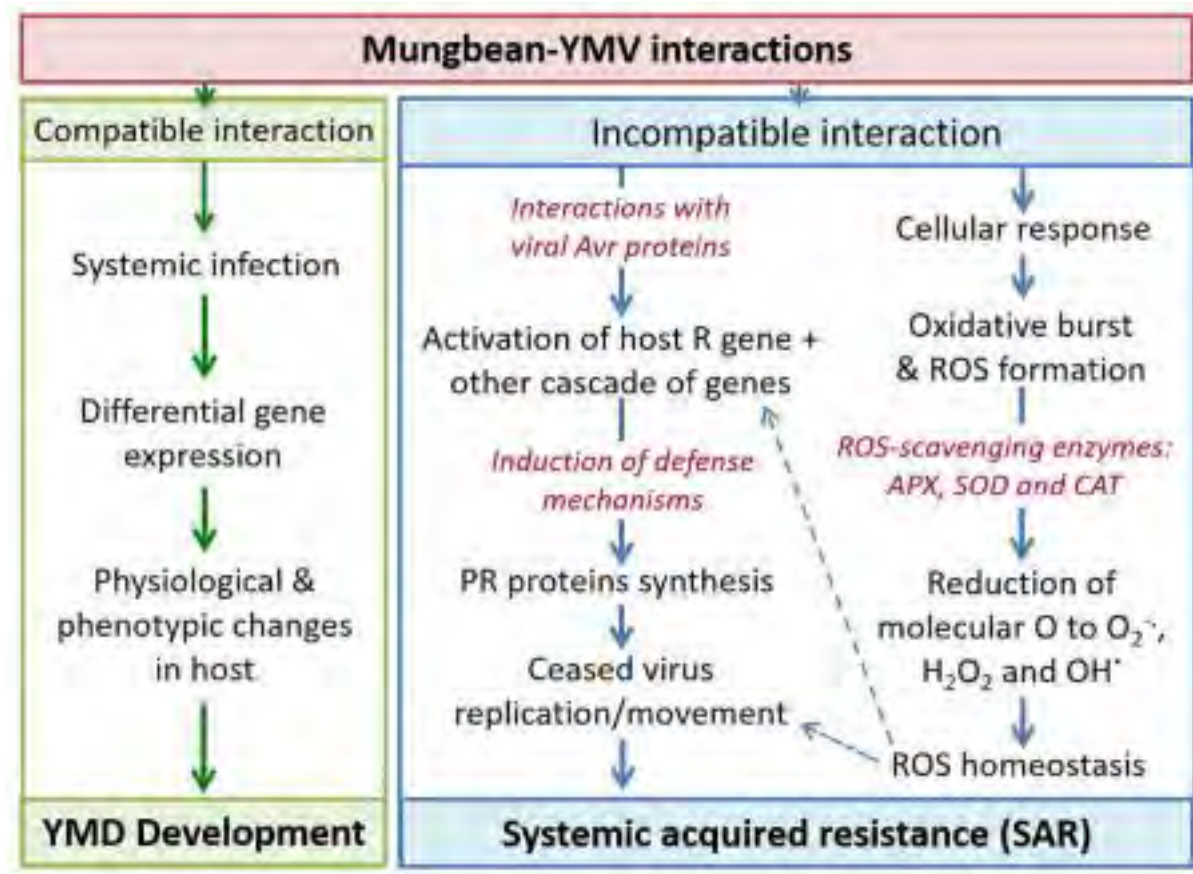 Mungbean-YMV interactions
Compatible interaction
Systemic infection
Differential gene
expression
Physiological &
phenotypic changes
in host
YMD Development
Incompatible interaction
Interactions with
viral Avr proteins
Activation of host R gene +
other cascade of genes
Induction of defense
mechanisms
PR proteins synthesis
Ceased virus
replication/movement
Cellular response
Oxidative burst
& ROS formation
ROS-scavenging enzymes:
APX, SOD and CAT
Reduction of
molecular O to O₂⁻·,
H₂O₂ and OH˙
ROS homeostasis
Systemic acquired resistance (SAR)